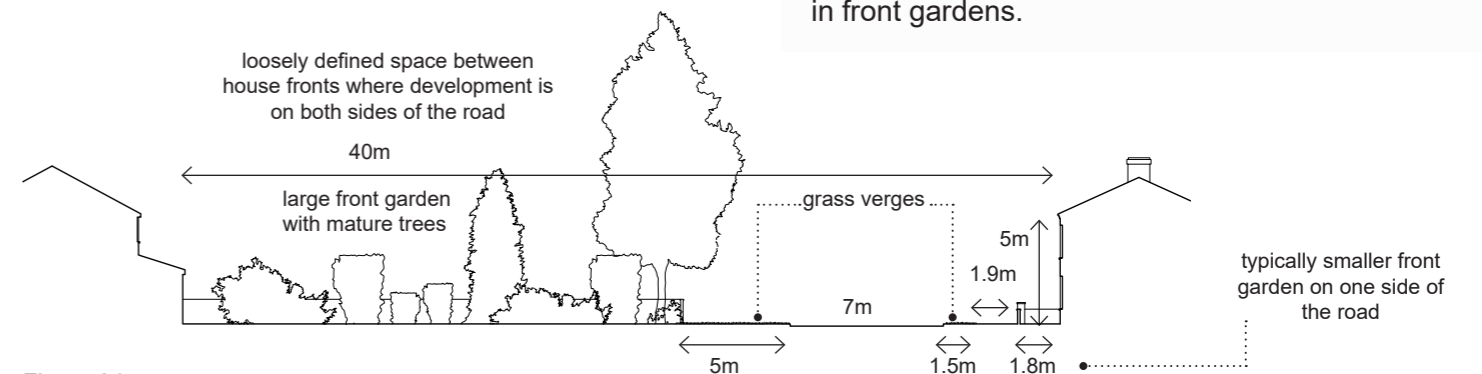 in front gardens.
loosely defined space between
house fronts where development is
on both sides of the road
40m
large front garden
with mature trees
grass verges
5m
1.9m
7m
typically smaller front
garden on one side of
the road
5m
1.5m
1.8m